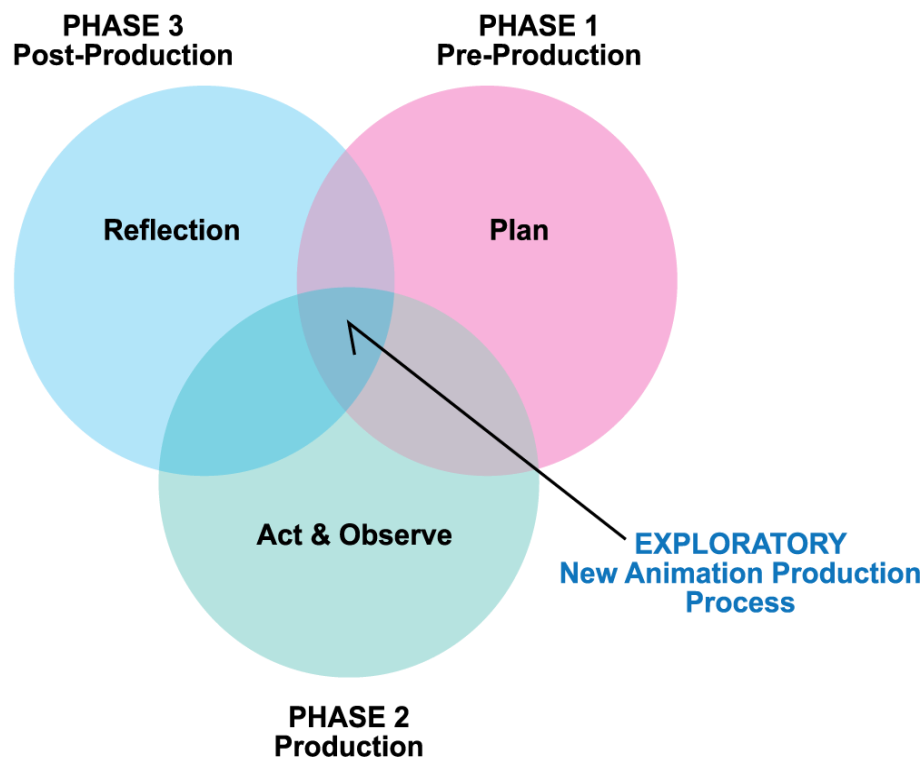 PHASE 3
Post-Production
PHASE 1
Pre-Production
Reflection
Plan
Act & Observe
EXPLORATORY
New Animation Production
Process
PHASE 2
Production